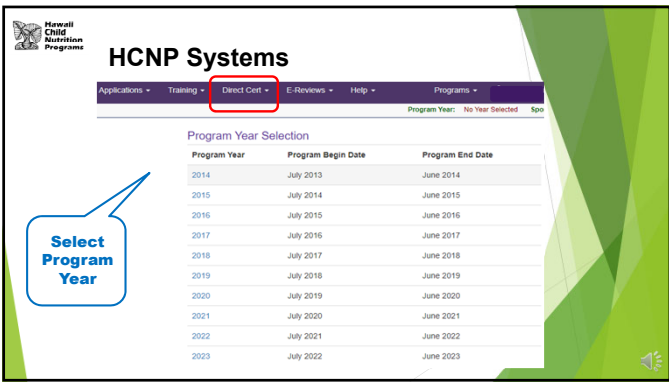 Hawaii
Child
Nutrition
Programs
HCNP Systems
Applications Training Direct Cert E-Reviews Help Programs
Program Year: No Year Selected Spo
Program Year Selection
Program Year Program Begin Date Program End Date
2014 July 2013 June 2014
2015 July 2014 June 2015
2016 July 2015 June 2016
2017 July 2016 June 2017
2018 July 2017 June 2018
2019 July 2018 June 2019
2020 July 2019 June 2020
2021 July 2020 June 2021
2022 July 2021 June 2022
2023 July 2022 June 2023
Select
Program
Year